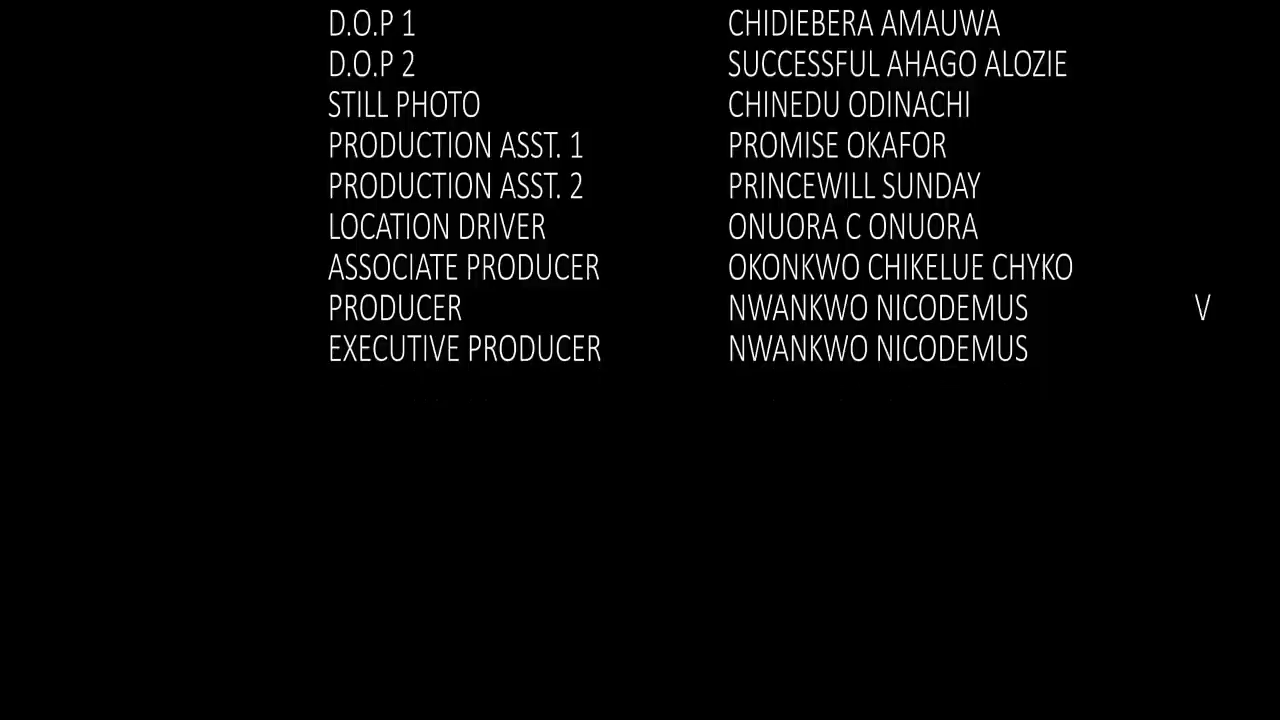 D.O.P 1 CHIDIEBERA AMAUWA
D.O.P 2 SUCCESSFUL AHAGO ALOZIE
STILL PHOTO CHINEDU ODINACHI
PRODUCTION ASST. 1 PROMISE OKAFOR
PRODUCTION ASST. 2 PRINCEWILL SUNDAY
LOCATION DRIVER ONUORA C ONUORA
ASSOCIATE PRODUCER OKONKWO CHIKELUE CHYKO
PRODUCER NWANKWO NICODEMUS V
EXECUTIVE PRODUCER NWANKWO NICODEMUS